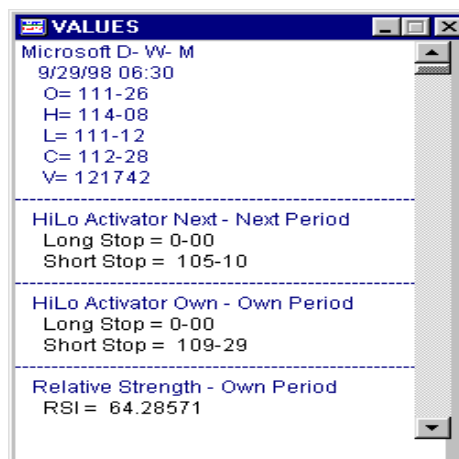 VALUES
Microsoft D- W- M
9/29/98 06:30
O= 111-26
H= 114-08
L= 111-12
C= 112-28
V= 121742
HiLo Activator Next - Next Period
Long Stop = 0-00
Short Stop = 105-10
HiLo Activator Own - Own Period
Long Stop = 0-00
Short Stop = 109-29
Relative Strength - Own Period
RSI = 64.28571